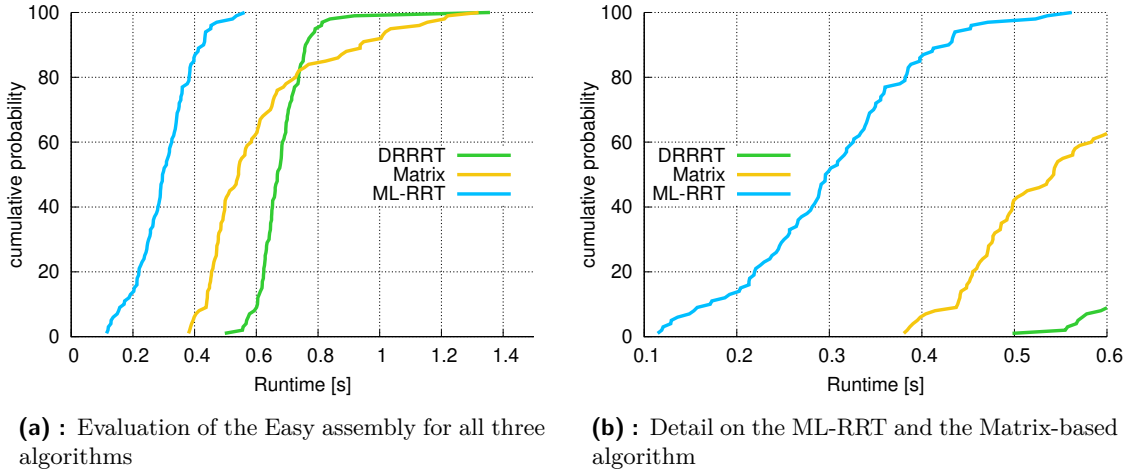 100
80
60
40
20
0
cumulative probability
DRRRT
Matrix
ML-RRT
0 0.2 0.4 0.6 0.8 1 1.2 1.4
Runtime [s]
(a) : Evaluation of the Easy assembly for all three
algorithms
100
80
60
40
20
0
cumulative probability
DRRRT
Matrix
ML-RRT
0.1 0.2 0.3 0.4 0.5 0.6
Runtime [s]
(b) : Detail on the ML-RRT and the Matrix-based
algorithm